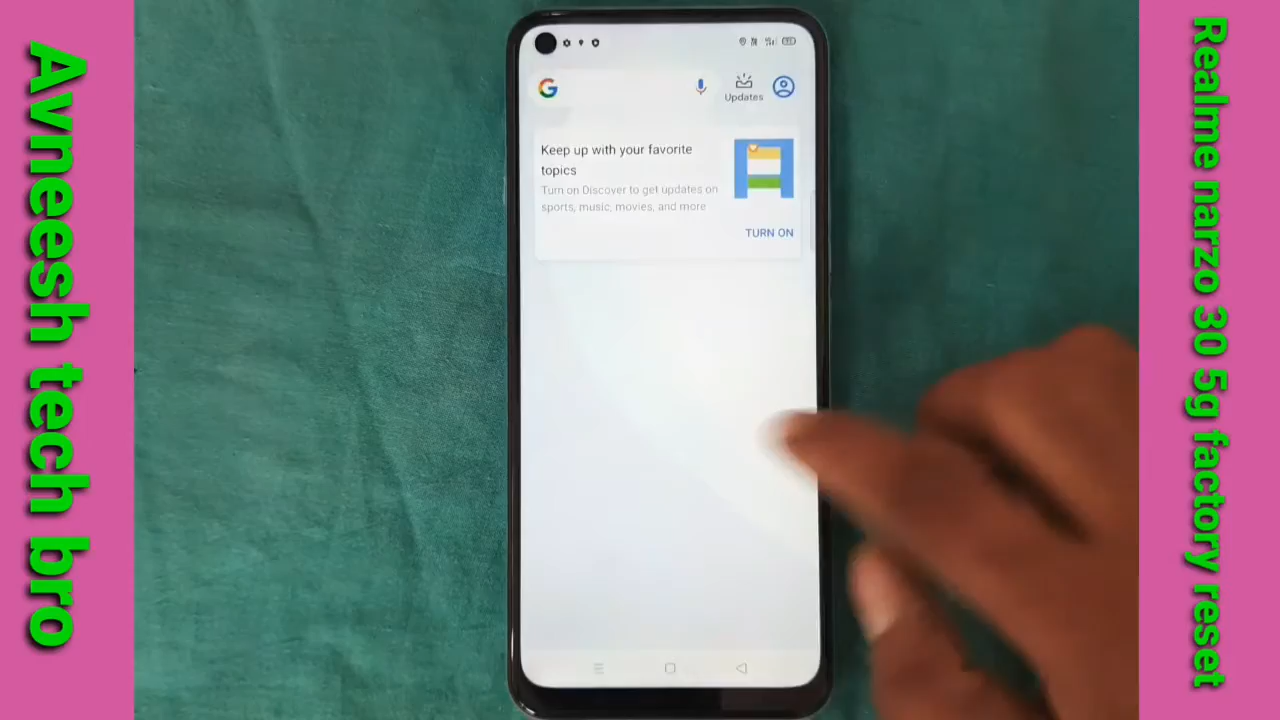 Avneesh tech bro
Updates
Keep up with your favorite
topics
Turn on Discover to get updates on
sports, music, movies, and more
TURN ON
Realme narzo 30 5g factory reset